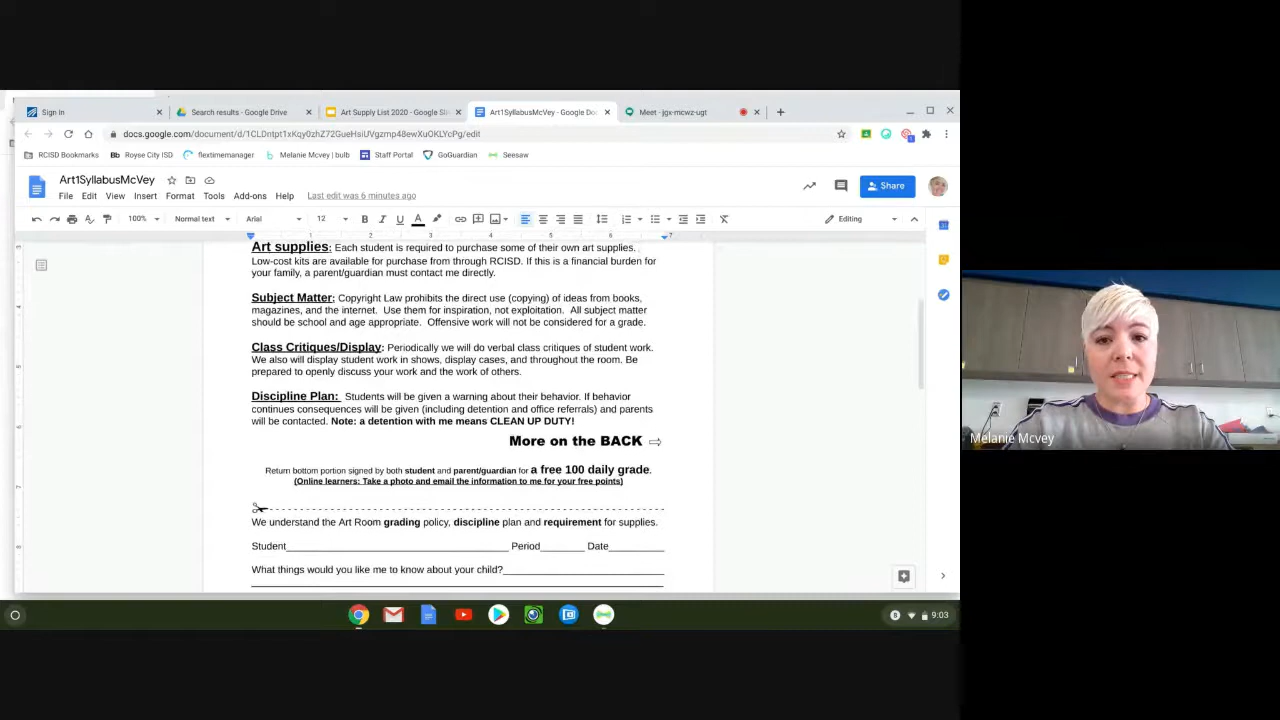 Sign in
Search results - Google Drive
Art Supply List 2020 - Google Sli
Art1SyllabusMcVey - Google Doc
Meet - jgx-mcwz-ugt
docs.google.com/document/d/1CLDntpt1xKqy0zhZ72GueHsiUVgzmp48ewXuOKLYcPg/edit
RCISD Bookmarks
Royse City ISD
flextimemanager
Melanie Mcvey | bulb
Staff Portal
GoGuardian
Seesaw
Art1SyllabusMcVey
File Edit View Insert Format Tools Add-ons Help Last edit was 6 minutes ago
Share
100% Normal text Arial 12 B I U A Editing
Art supplies: Each student is required to purchase some of their own art supplies.
Low-cost kits are available for purchase from through RCISD. If this is a financial burden for
your family, a parent/guardian must contact me directly.
Subject Matter: Copyright Law prohibits the direct use (copying) of ideas from books,
magazines, and the internet. Use them for inspiration, not exploitation. All subject matter
should be school and age appropriate. Offensive work will not be considered for a grade.
Class Critiques/Display: Periodically we will do verbal class critiques of student work.
We also will display student work in shows, display cases, and throughout the room. Be
prepared to openly discuss your work and the work of others.
Discipline Plan: Students will be given a warning about their behavior. If behavior
continues consequences will be given (including detention and office referrals) and parents
will be contacted. Note: a detention with me means CLEAN UP DUTY!
More on the BACK ⇨
Return bottom portion signed by both student and parent/guardian for a free 100 daily grade.
(Online learners: Take a photo and email the information to me for your free points)
We understand the Art Room grading policy, discipline plan and requirement for supplies.
Student____ Period____ Date____
What things would you like me to know about your child?____
9:03
Melanie Mcvey